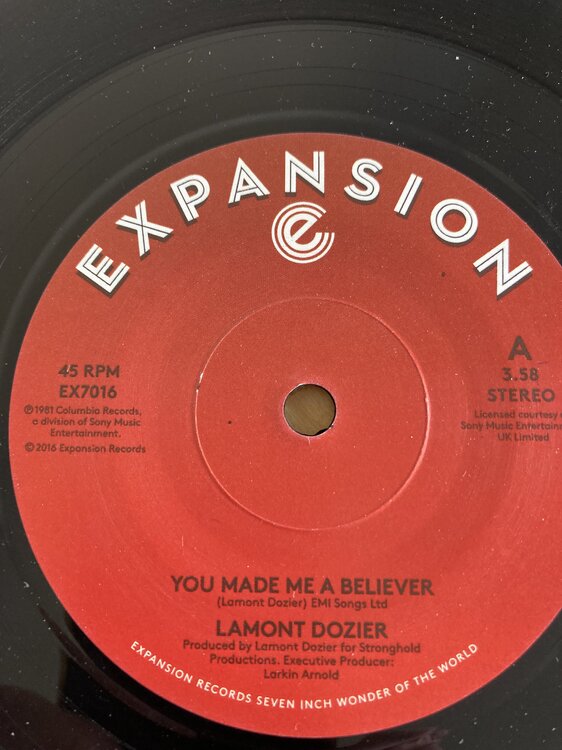 EXPANSION
e
45 RPM
EX7016
℗1981 Columbia Records,
a division of Sony Music
Entertainment.
© 2016 Expansion Records
A
3.58
STEREO
Licensed courtesy
Sony Music
UK Limited
YOU MADE ME A BELIEVER
(Lamont Dozier) EMI Songs Ltd
LAMONT DOZIER
Produced by Lamont Dozier for Stronghold
Productions. Executive Producer:
Larkin Arnold
EXPANSION RECORDS SEVEN INCH WONDER OF THE WORLD